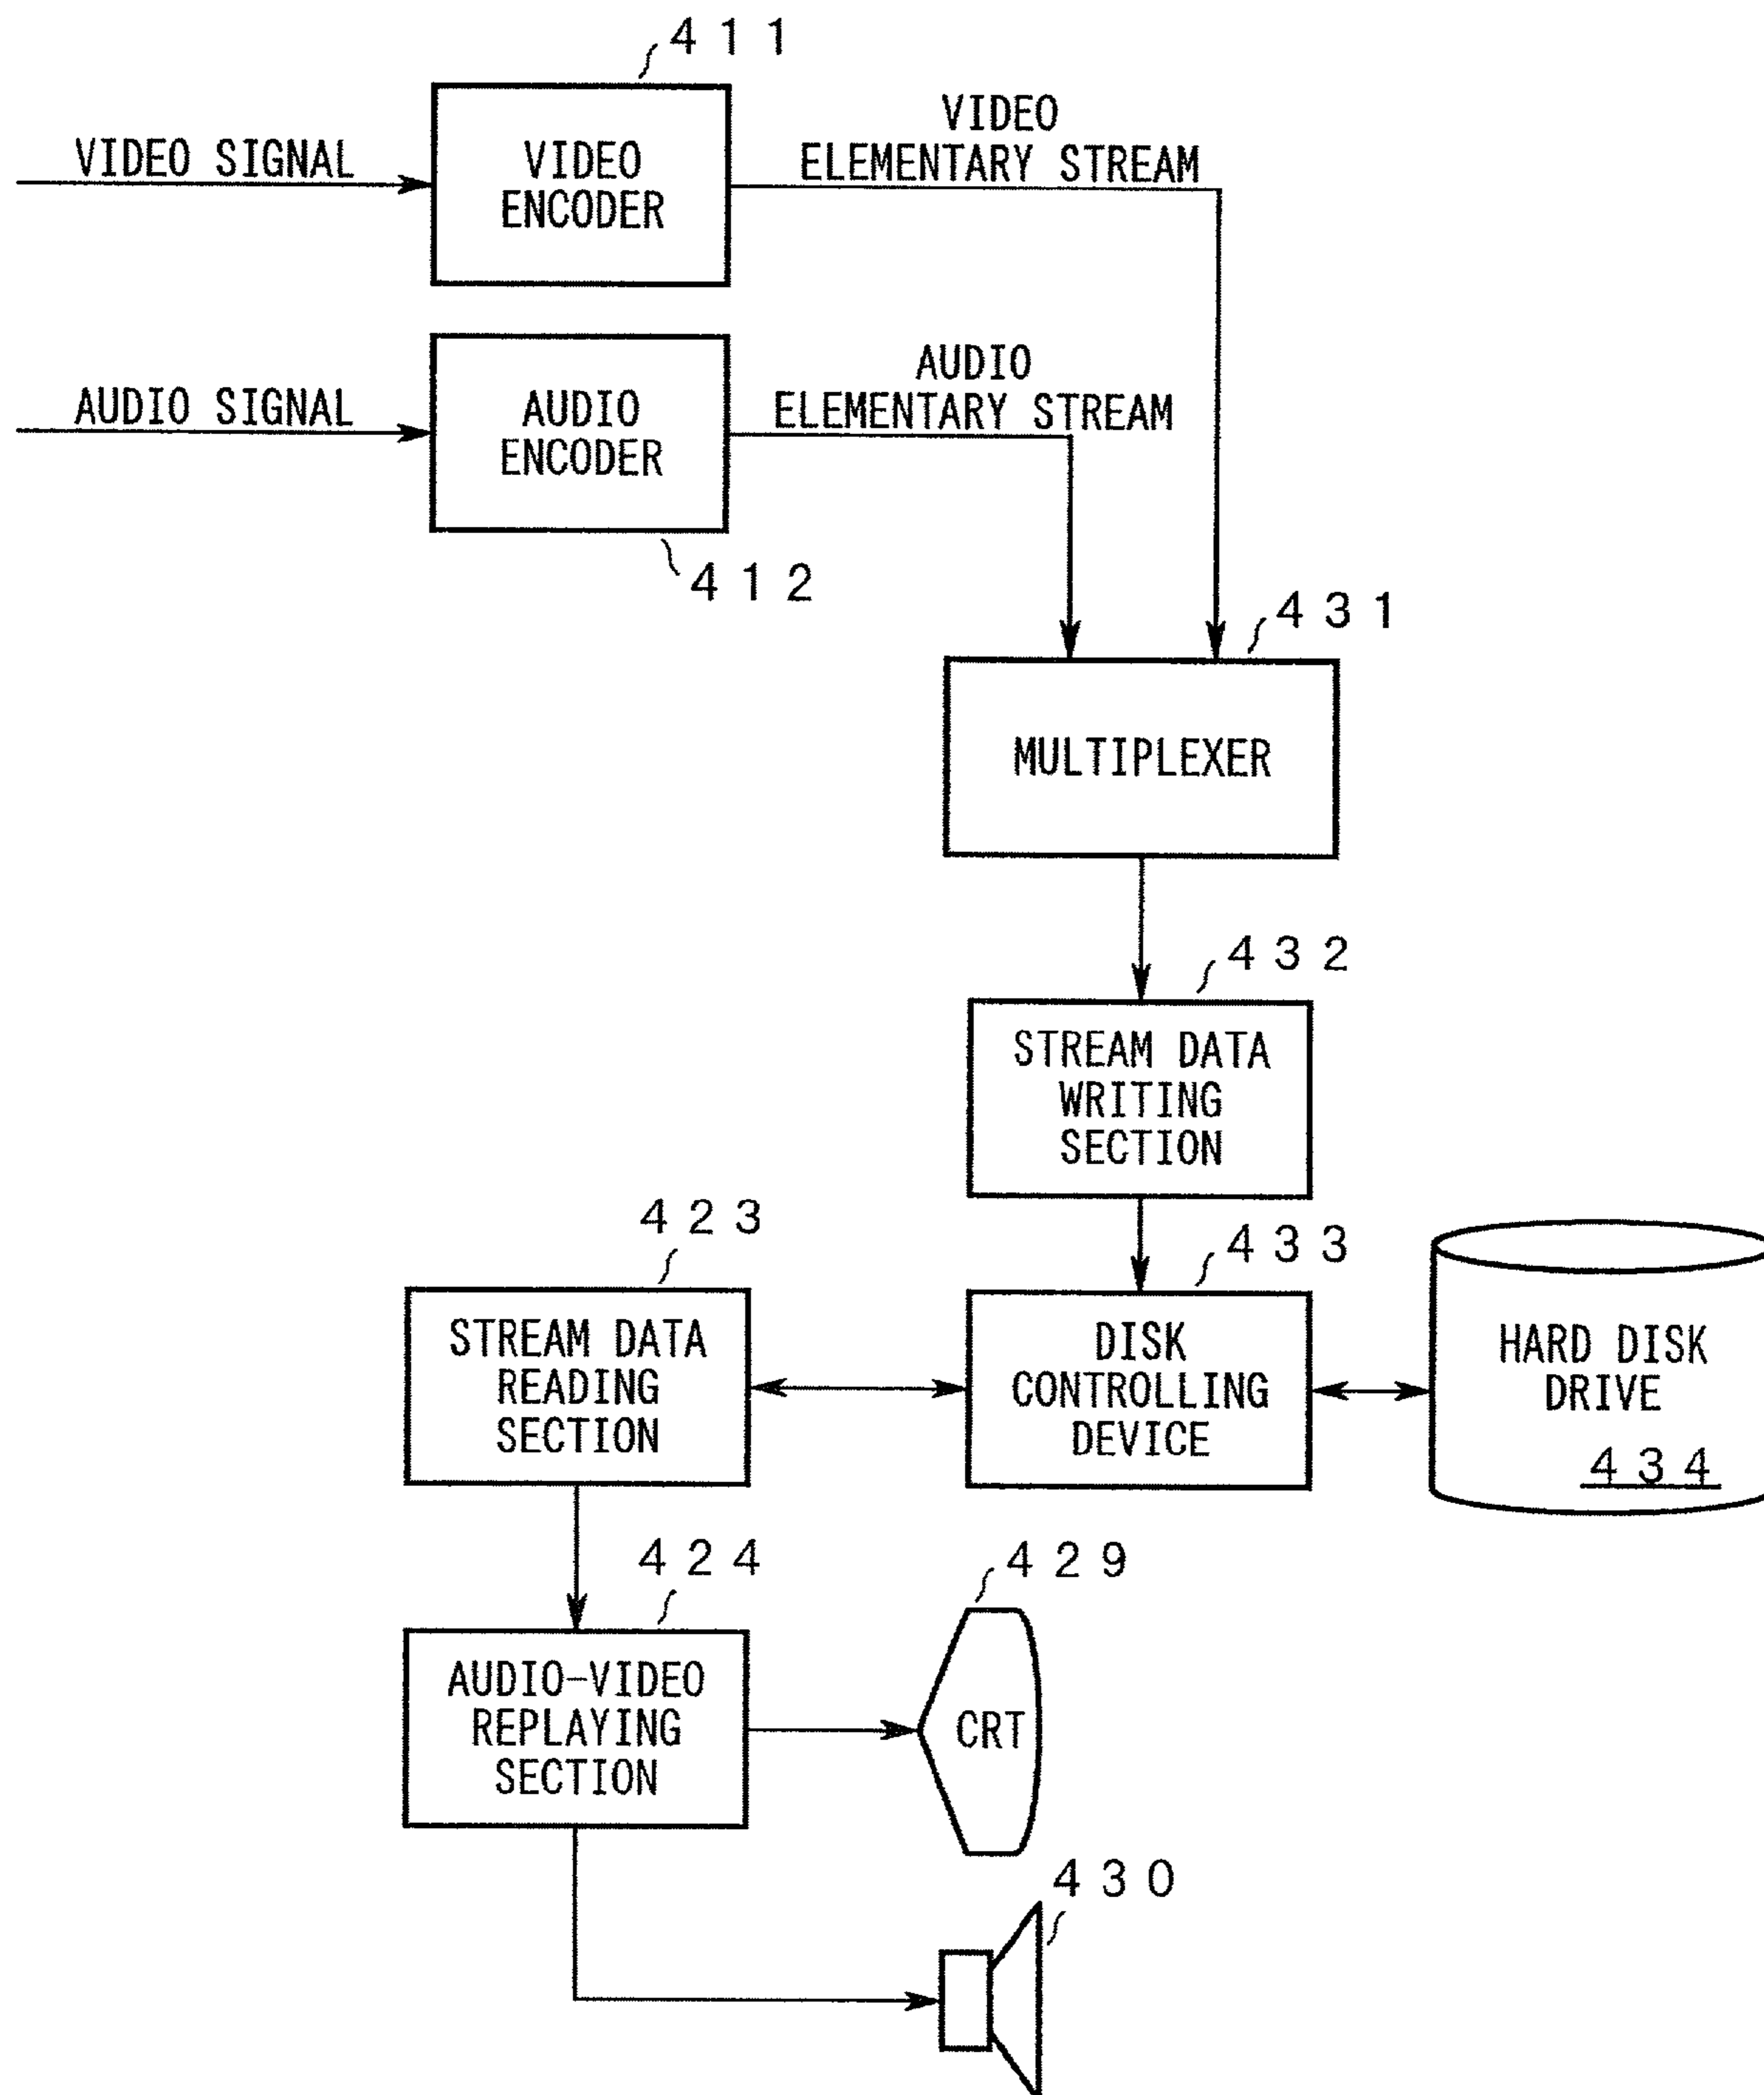 411
VIDEO SIGNAL
VIDEO
ENCODER
VIDEO
ELEMENTARY STREAM
AUDIO SIGNAL
AUDIO
ENCODER
AUDIO
ELEMENTARY STREAM
412
431
MULTIPLEXER
432
STREAM DATA
WRITING
SECTION
423
433
STREAM DATA
READING
SECTION
DISK
CONTROLLING
DEVICE
HARD DISK
DRIVE
434
424
429
AUDIO-VIDEO
REPLAYING
SECTION
CRT
430